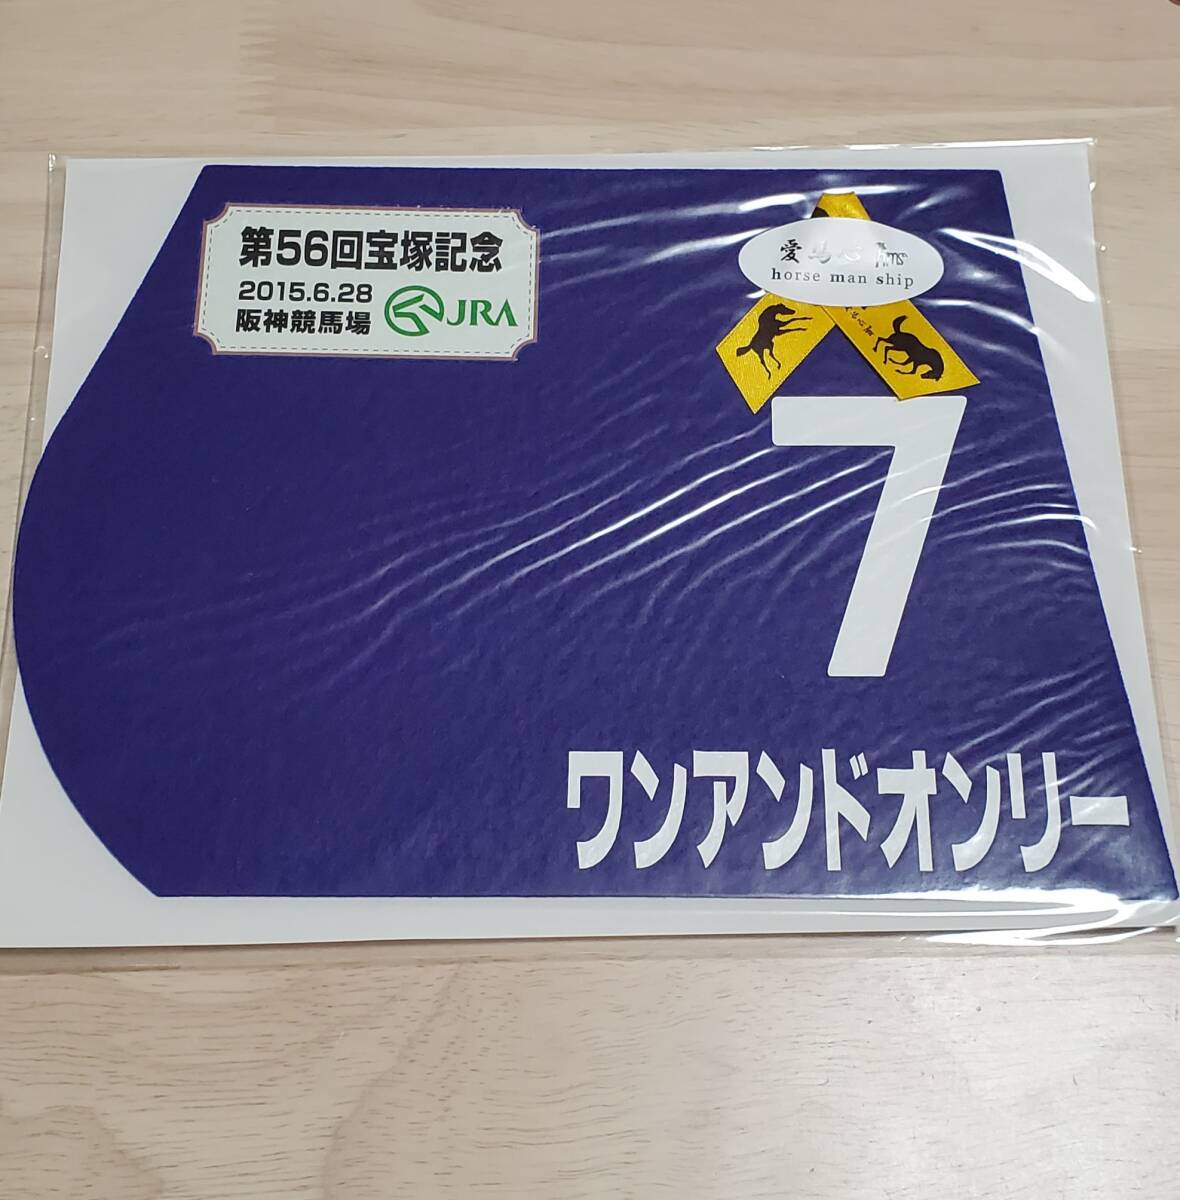 第56回宝塚記念
2015.6.28
阪神競馬場
JRA
愛馬心
horse man ship
7
ワンアンドオンリー